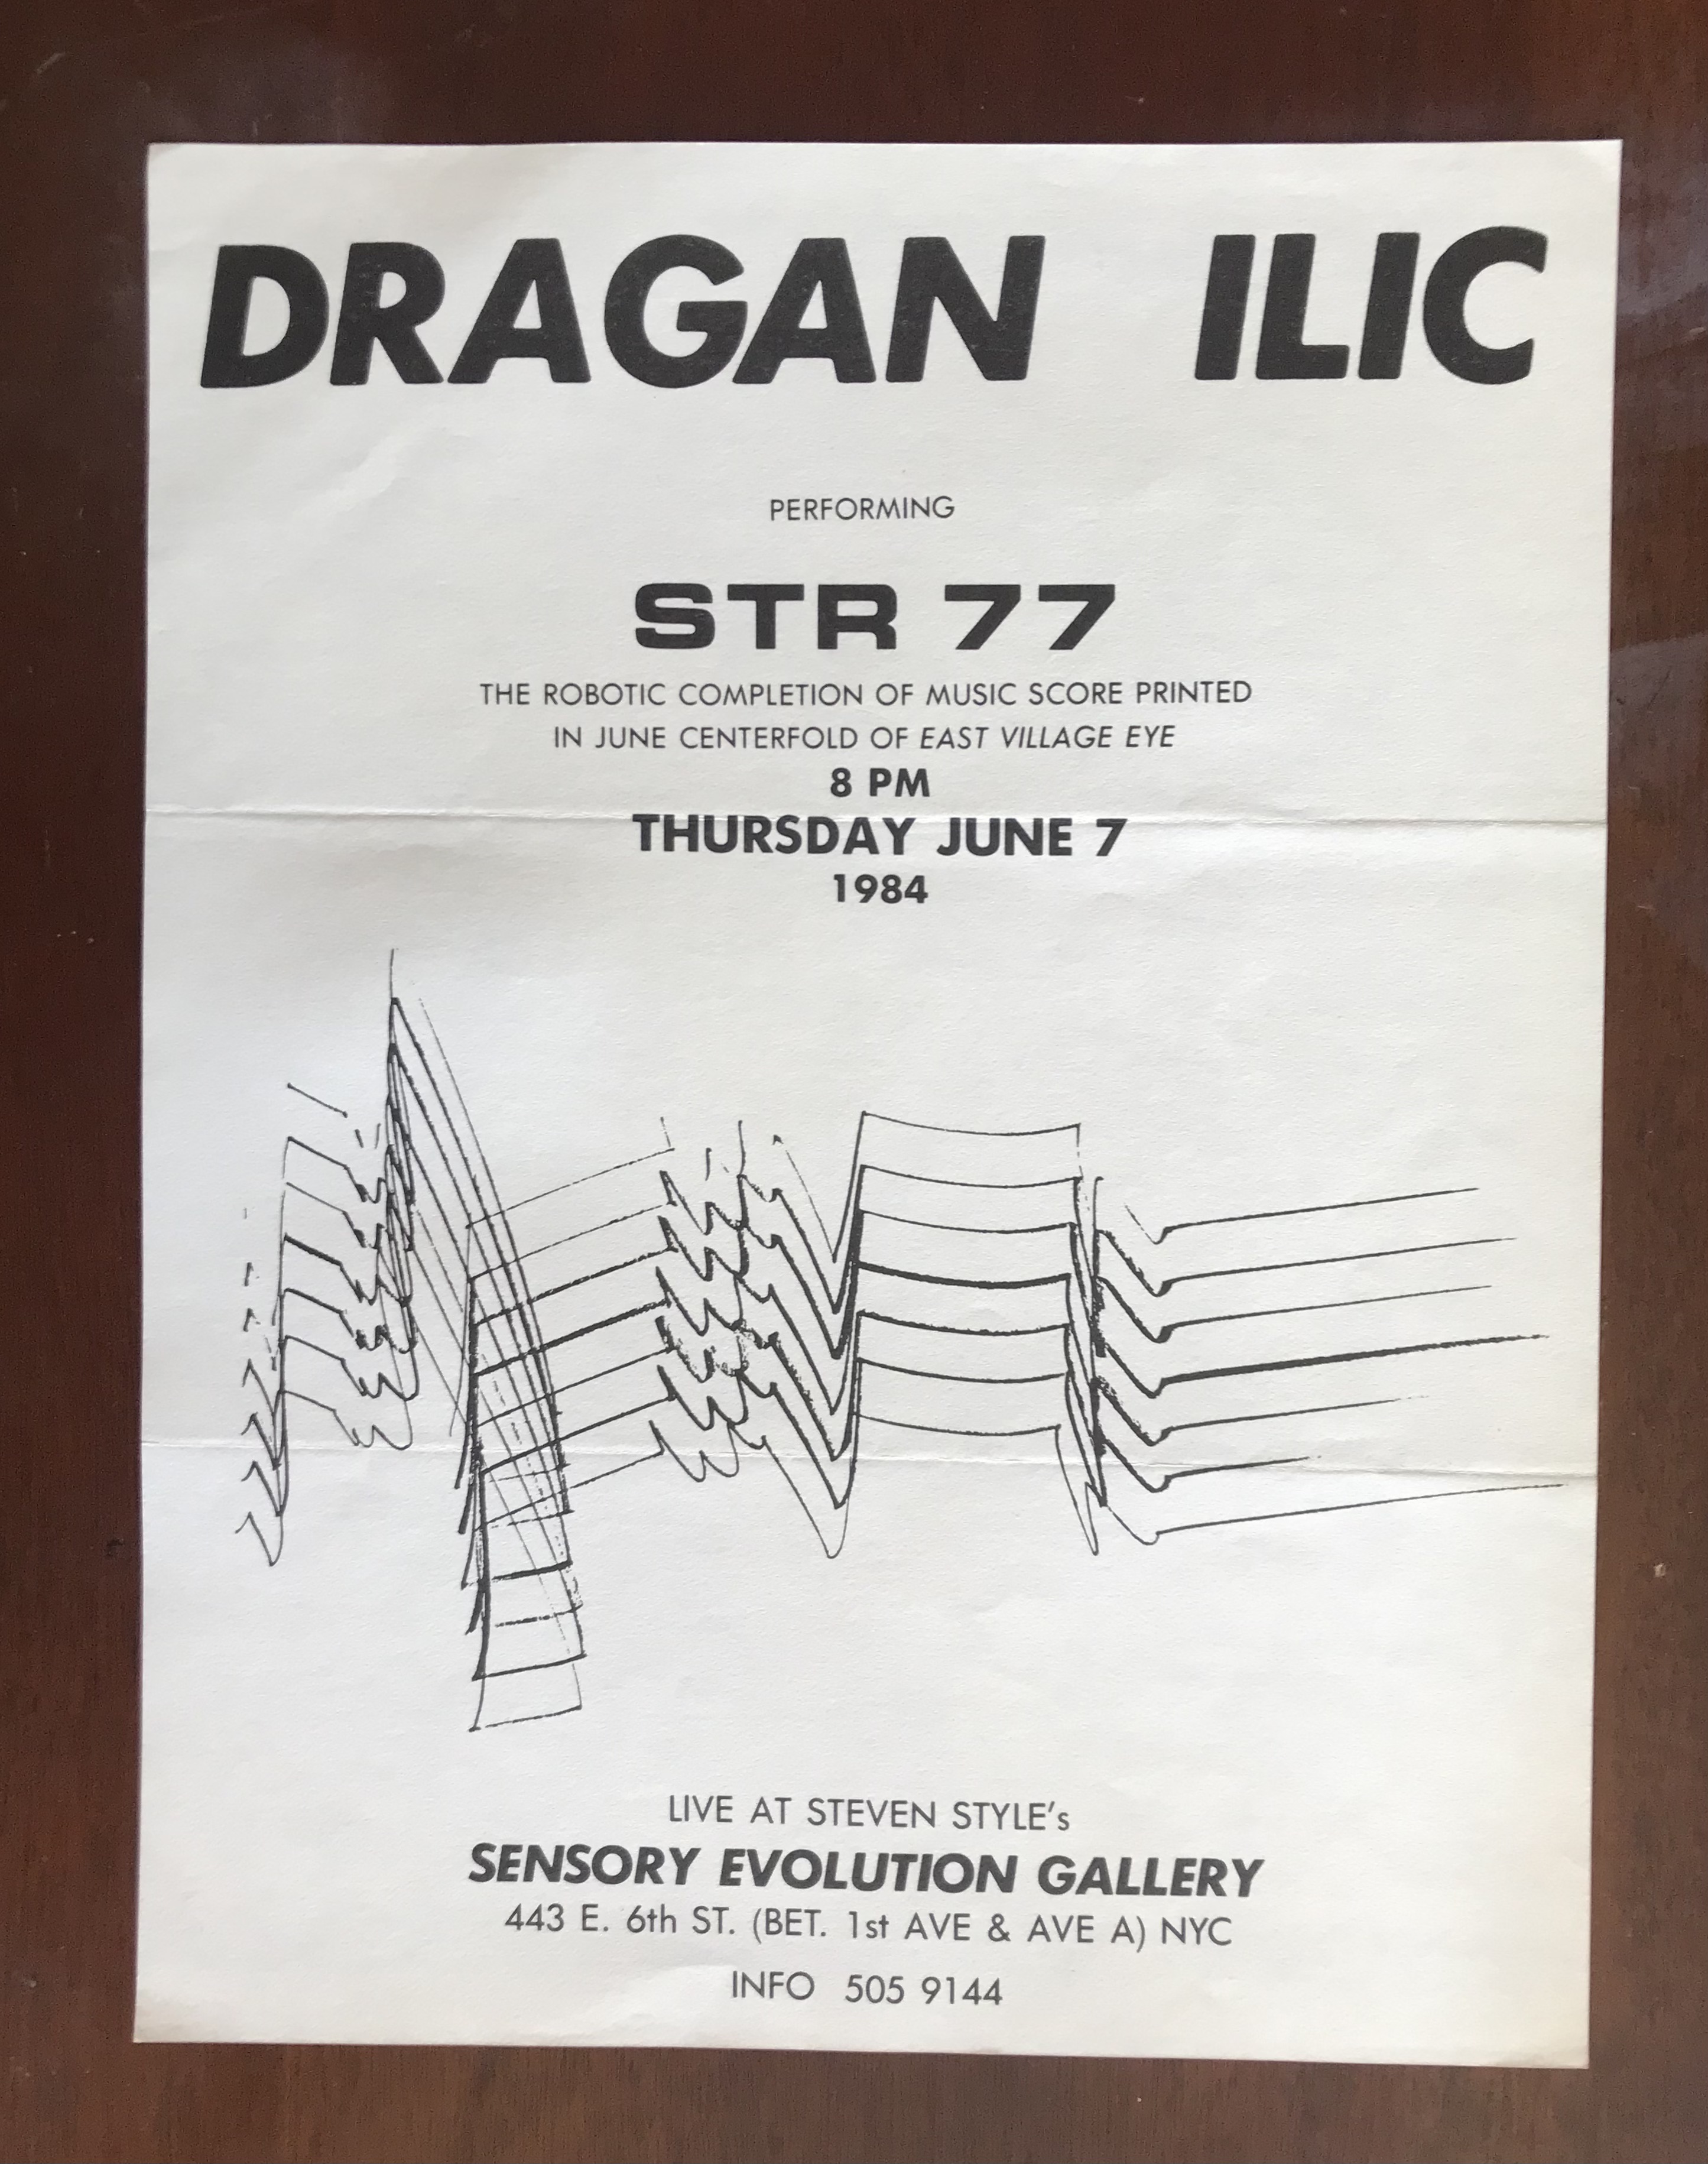 DRAGAN ILIC
PERFORMING
STR 77
THE ROBOTIC COMPLETION OF MUSIC SCORE PRINTED
IN JUNE CENTERFOLD OF EAST VILLAGE EYE
8 PM
THURSDAY JUNE 7
1984
LIVE AT STEVEN STYLE's
SENSORY EVOLUTION GALLERY
443 E. 6th ST. (BET. 1st AVE & AVE A) NYC
INFO 505 9144